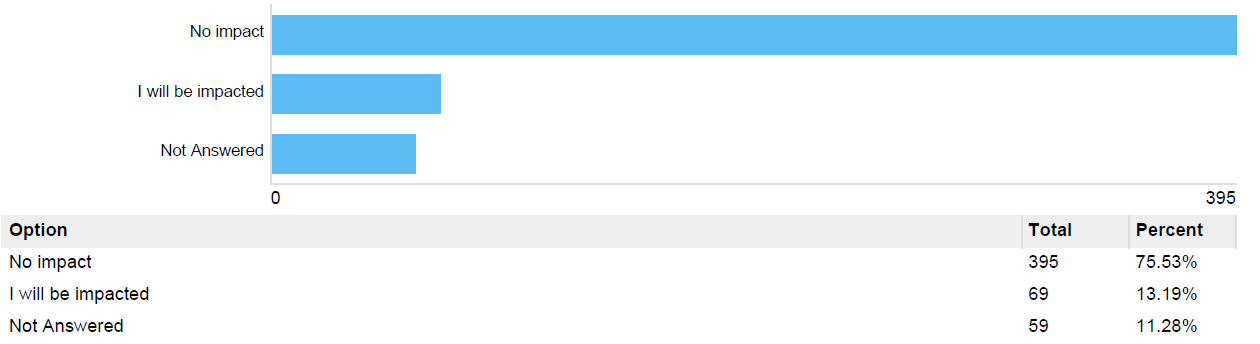 No impact
I will be impacted
Not Answered
0 395
Option Total Percent
No impact 395 75.53%
I will be impacted 69 13.19%
Not Answered 59 11.28%